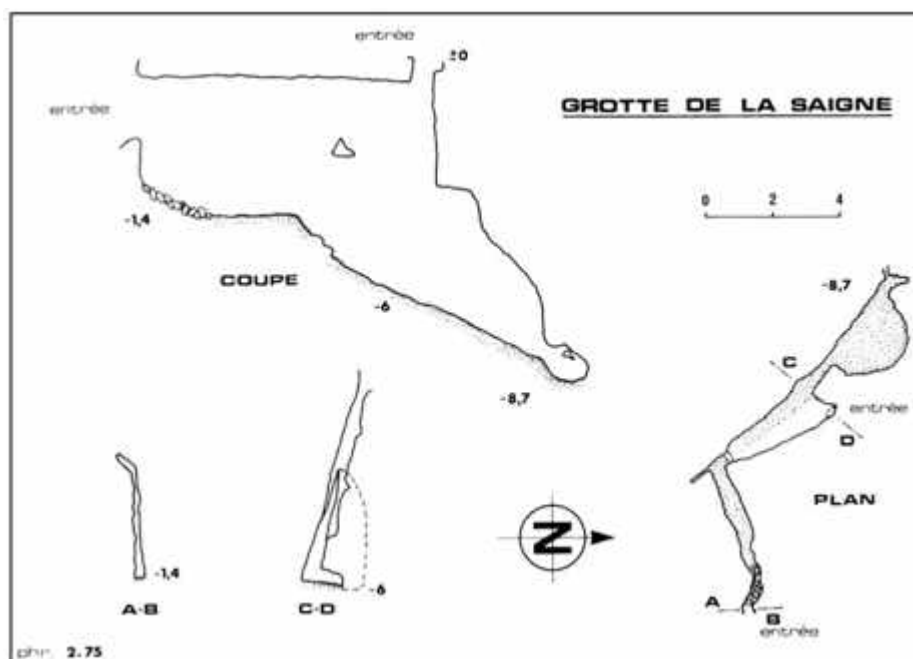 entrée
±0
GROTTE DE LA SAIGNE
entrée
0 2 4
-1,4
COUPE
-8,7
-6
C
entrée
-8,7
D
PLAN
N
-1,4
-6
A-B
C-D
A
B
entrée
phr. 2.75